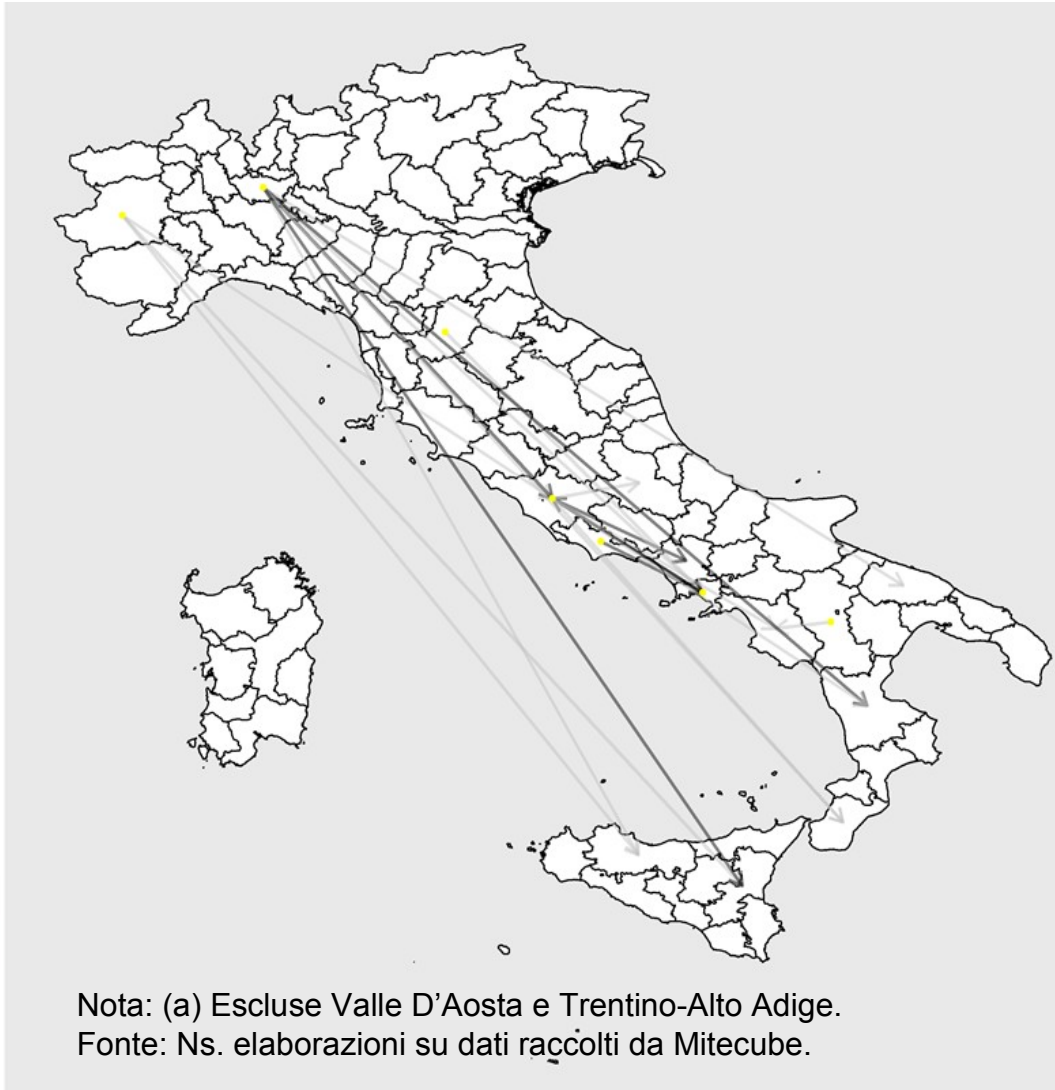 Nota: (a) Escluse Valle D'Aosta e Trentino-Alto Adige.
Fonte: Ns. elaborazioni su dati raccolti da Mitecube.